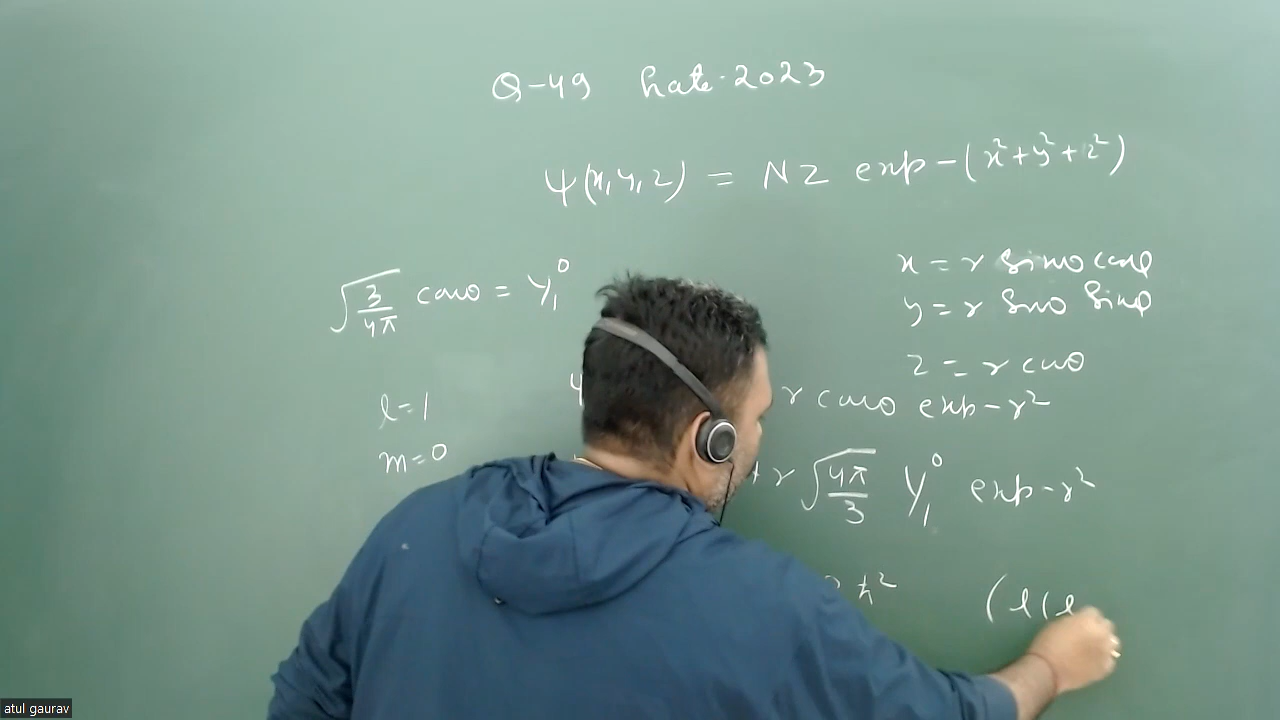 Q-49 Gate-2023
Ψ(x,y,z) = Nz exp-(x²+y²+z²)
√3/4π cosθ = Y₁⁰
x = r sinθ cosφ
y = r sinθ sinφ
z = r cosθ
l=1
r cosθ exp-r²
m=0
r √4π/3 Y₁⁰ exp-r²
ħ² (l(l
atul gaurav